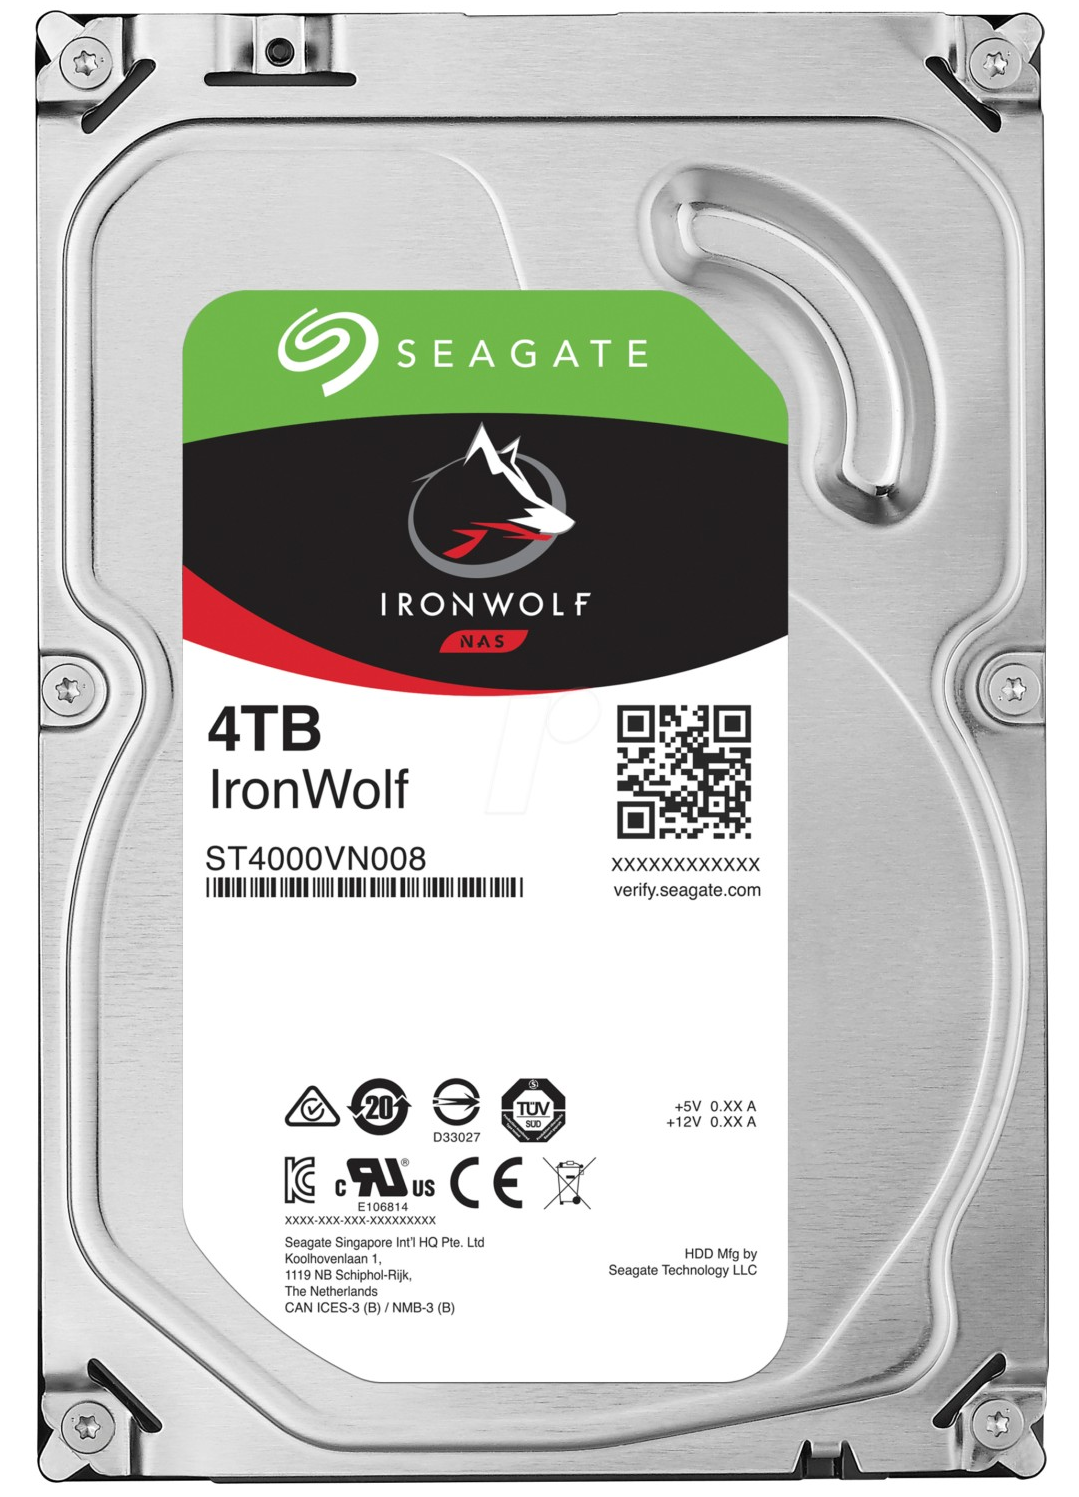 SEAGATE
IRONWOLF
NAS
4TB
IronWolf
ST4000VN008
XXXXXXXXXXXX
verify.seagate.com
20
D33027
TÜV
SÜD
+5V 0.XX A
+12V 0.XX A
c RU® US
E106814
CE
XXXX-XXX-XXX-XXXXXXXXX
Seagate Singapore Int'l HQ Pte. Ltd
Koolhovenlaan 1,
1119 NB Schiphol-Rijk,
The Netherlands
CAN ICES-3 (B) / NMB-3 (B)
HDD Mfg by
Seagate Technology LLC